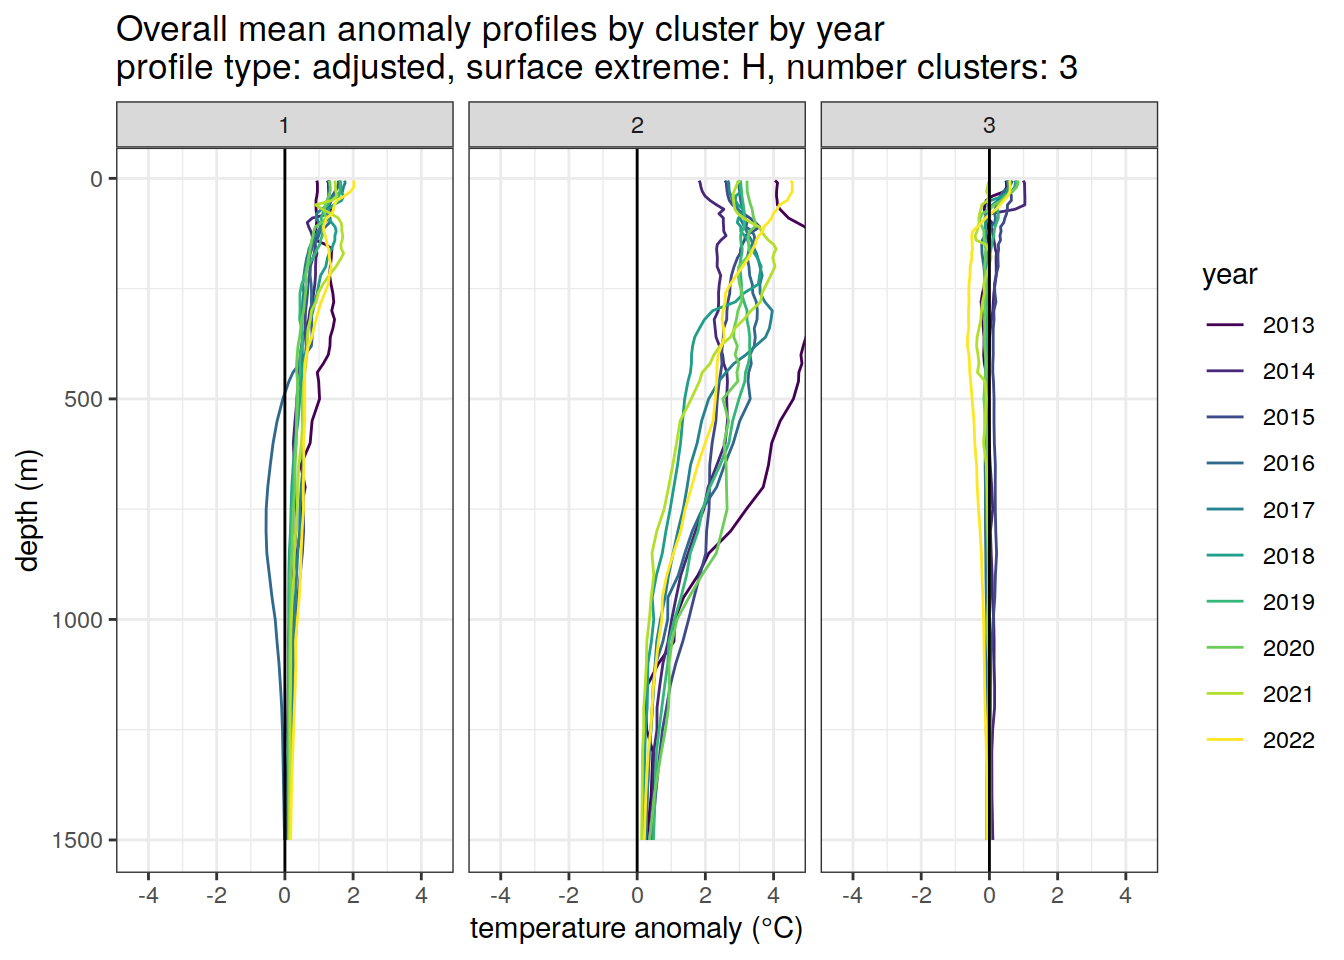 Overall mean anomaly profiles by cluster by year
profile type: adjusted, surface extreme: H, number clusters: 3
1
2
3
depth (m)
0
500
1000
1500
-4 -2 0 2 4
-4 -2 0 2 4
-4 -2 0 2 4
temperature anomaly (°C)
year
2013
2014
2015
2016
2017
2018
2019
2020
2021
2022